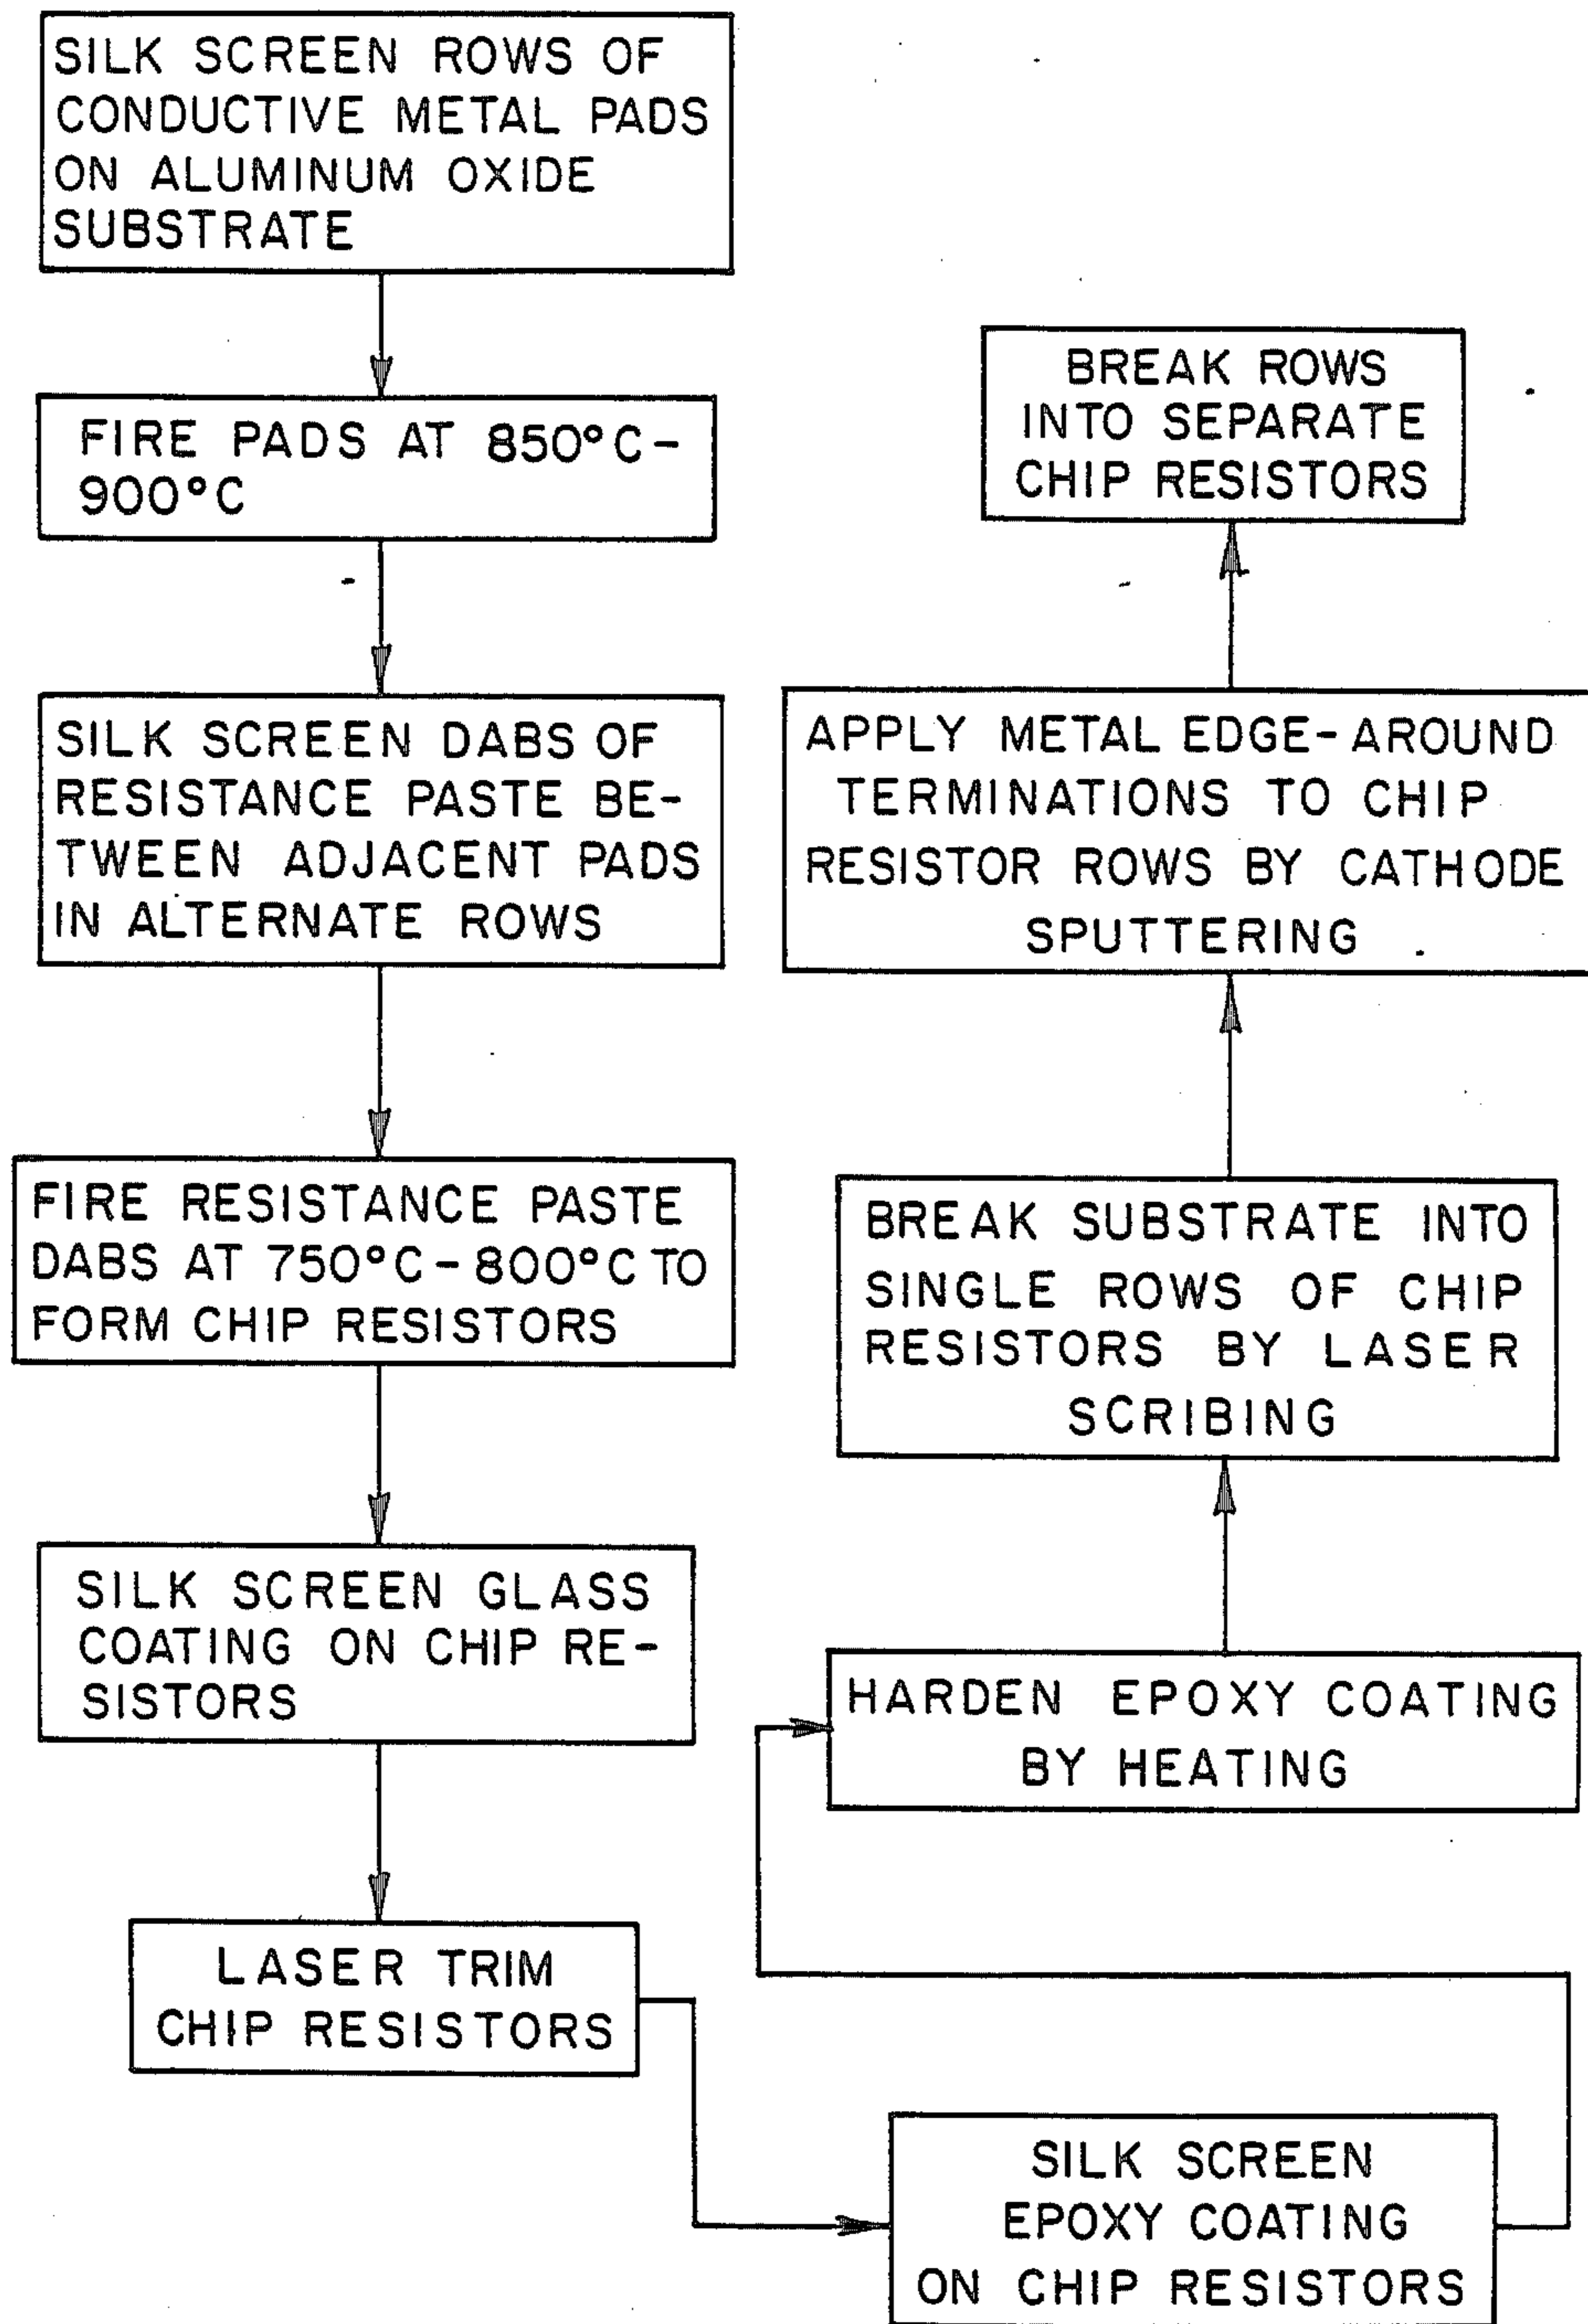 SILK SCREEN ROWS OF
CONDUCTIVE METAL PADS
ON ALUMINUM OXIDE
SUBSTRATE
FIRE PADS AT 850°C-
900°C
SILK SCREEN DABS OF
RESISTANCE PASTE BE-
TWEEN ADJACENT PADS
IN ALTERNATE ROWS
FIRE RESISTANCE PASTE
DABS AT 750°C-800°C TO
FORM CHIP RESISTORS
SILK SCREEN GLASS
COATING ON CHIP RE-
SISTORS
LASER TRIM
CHIP RESISTORS
SILK SCREEN
EPOXY COATING
ON CHIP RESISTORS
HARDEN EPOXY COATING
BY HEATING
BREAK SUBSTRATE INTO
SINGLE ROWS OF CHIP
RESISTORS BY LASER
SCRIBING
APPLY METAL EDGE-AROUND
TERMINATIONS TO CHIP
RESISTOR ROWS BY CATHODE
SPUTTERING
BREAK ROWS
INTO SEPARATE
CHIP RESISTORS